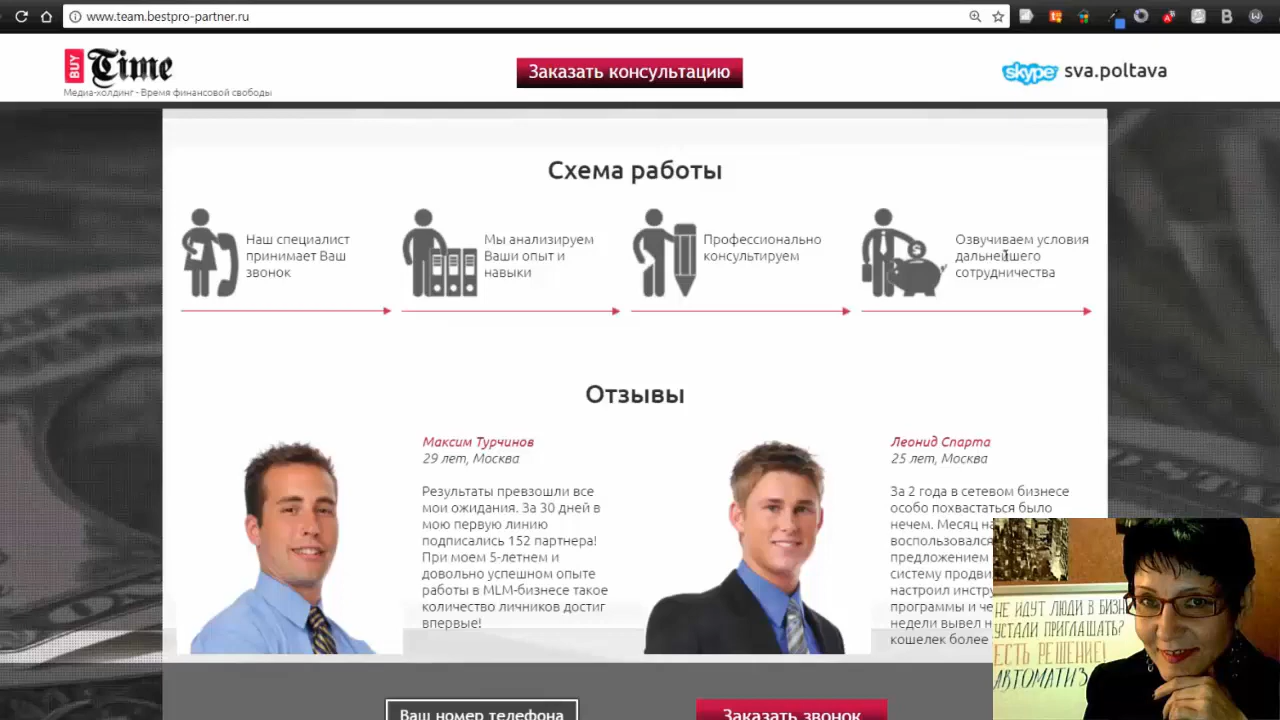 www.team.bestpro-partner.ru
BUY Time
Медиа-холдинг - Время финансовой свободы
Заказать консультацию
skype sva.poltava
Схема работы
Наш специалист
принимает Ваш
звонок
Мы анализируем
Ваши опыт и
навыки
Профессионально
консультируем
Озвучиваем условия
дальнейшего
сотрудничества
Отзывы
Максим Турчинов
29 лет, Москва
Результаты превзошли все
мои ожидания. За 30 дней в
мою первую линию
подписались 152 партнера!
При моем 5-летнем и
довольно успешном опыте
работы в MLM-бизнесе такое
количество личников достиг
впервые!
Леонид Спарта
25 лет, Москва
За 2 года в сетевом бизнесе
особо похвастаться было
нечем. Месяц на
воспользовался
предложением
систему продви
настроил инстру
программы и че
недели вывел н
кошелек более
НЕ ИДУТ ЛЮДИ В БИЗН
УСТАЛИ ПРИГЛАШАТЬ?
ЕСТЬ РЕШЕНИЕ!
АВТОМАТИЗ
Ваш номер телефона
Заказать звонок